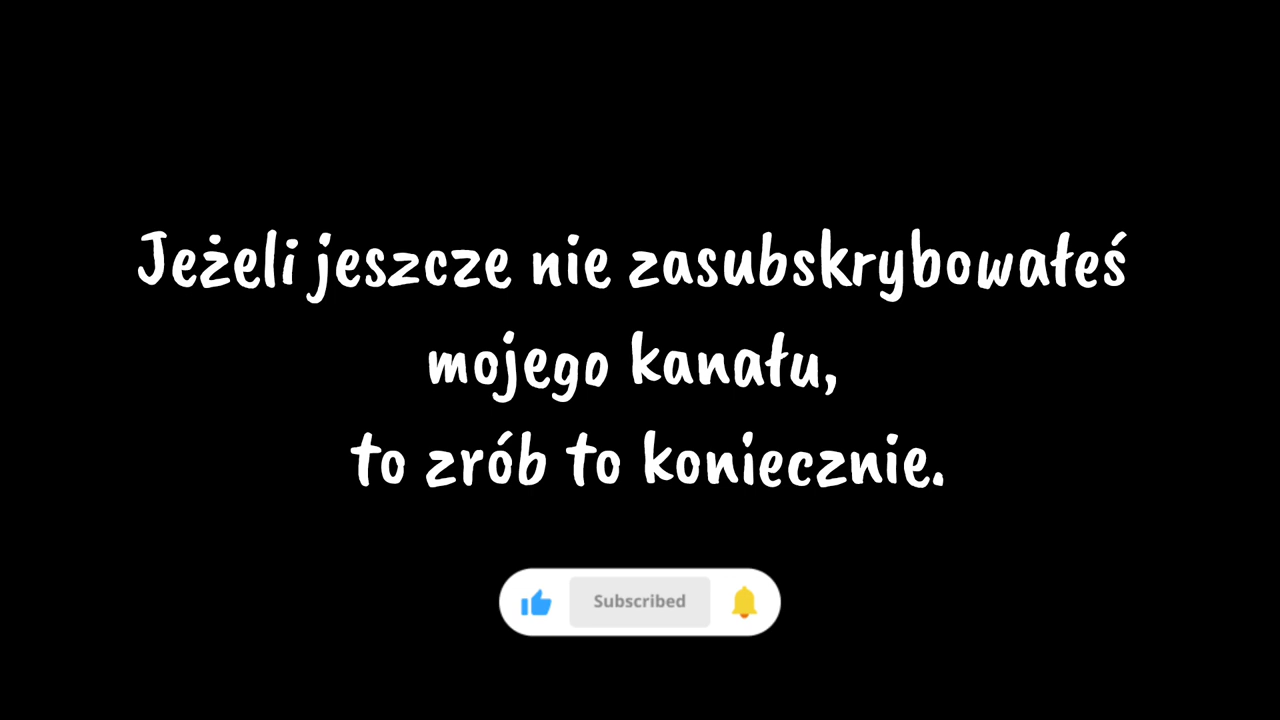 Jeżeli jeszcze nie zasubskrybowałeś
mojego kanału,
to zrób to koniecznie.
Subscribed